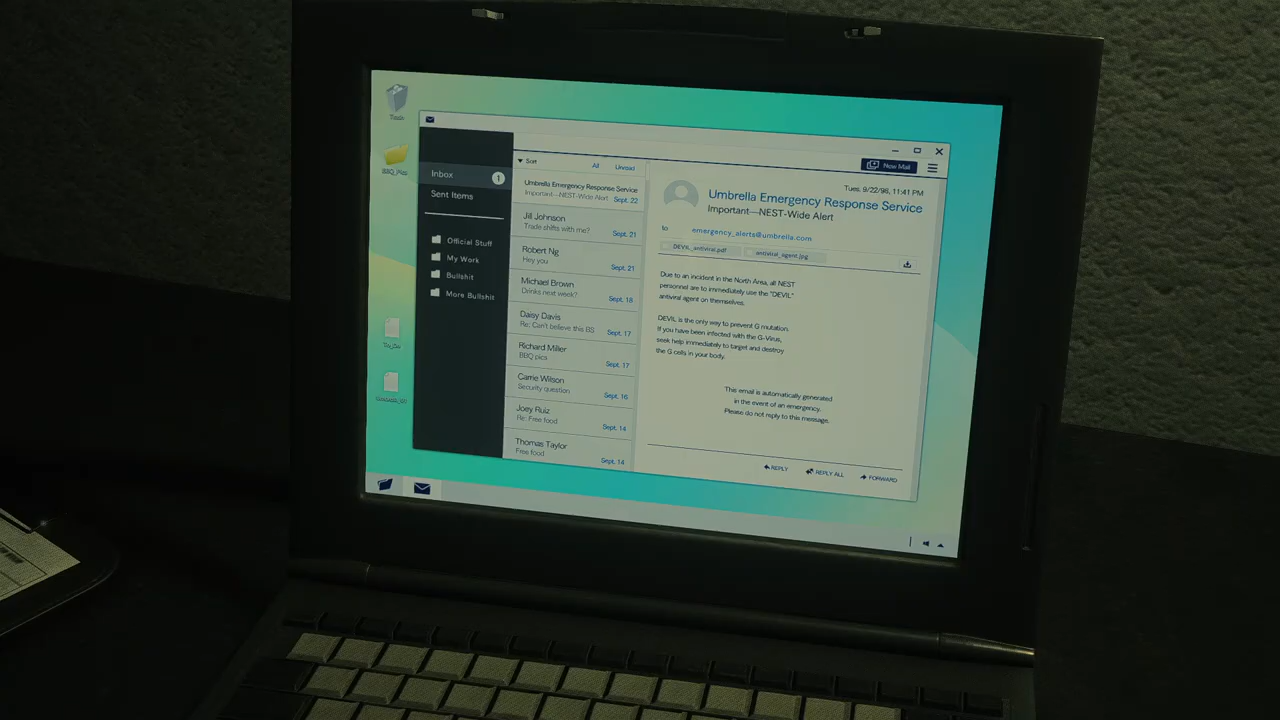 Trash
BBQ_Pics
Inbox
1
Sent Items
Official Stuff
My Work
Bullshit
More Bullshit
Sort
All
Unread
Umbrella Emergency Response Service
Important—NEST-Wide Alert
Sept. 22
Jill Johnson
Trade shifts with me?
Sept. 21
Robert Ng
Hey you
Sept. 21
Michael Brown
Drinks next week?
Sept. 18
Daisy Davis
Re: Can't believe this BS
Sept. 17
Richard Miller
BBQ pics
Sept. 17
Carrie Wilson
Security question
Sept. 16
Joey Ruiz
Re: Free food
Sept. 14
Thomas Taylor
Free food
Sept. 14
New Mail
Tues. 9/22/98, 11:41 PM
Umbrella Emergency Response Service
Important—NEST-Wide Alert
to
emergency_alerts@umbrella.com
DEVIL_antiviral.pdf
antiviral_agent.jpg
Due to an incident in the North Area, all NEST
personnel are to immediately use the "DEVIL"
antiviral agent on themselves.
DEVIL is the only way to prevent G mutation.
If you have been infected with the G-Virus,
seek help immediately to target and destroy
the G cells in your body.
This email is automatically generated
in the event of an emergency.
Please do not reply to this message.
REPLY
REPLY ALL
FORWARD